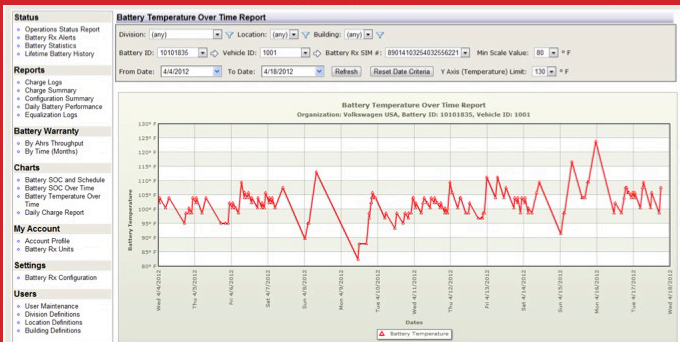 Status
Operations Status Report
Battery Rx Alerts
Battery Statistics
Lifetime Battery History
Reports
Charge Logs
Charge Summary
Configuration Summary
Daily Battery Performance
Equalization Logs
Battery Warranty
By Ahrs Throughput
By Time (Months)
Charts
Battery SOC and Schedule
Battery SOC Over Time
Battery Temperature Over
Time
Daily Charge Report
My Account
Account Profile
Battery Rx Units
Settings
Battery Rx Configuration
Users
User Maintenance
Division Definitions
Location Definitions
Building Definitions
Battery Temperature Over Time Report
Division: (any) Location: (any) Building: (any)
Battery ID: 10101835 Vehicle ID: 1001 Battery Rx SIM #: 89014103254032556221 Min Scale Value: 80 ° F
From Date: 4/4/2012 To Date: 4/18/2012 Refresh Reset Date Criteria Y Axis (Temperature) Limit: 130 ° F
Battery Temperature Over Time Report
Organization: Volkswagen USA, Battery ID: 10101835, Vehicle ID: 1001
Battery Temperature
130° F
125° F
120° F
115° F
110° F
105° F
100° F
95° F
90° F
85° F
80° F
Wed 4/4/2012
Thu 4/5/2012
Fri 4/6/2012
Sat 4/7/2012
Sun 4/8/2012
Mon 4/9/2012
Tue 4/10/2012
Wed 4/11/2012
Thu 4/12/2012
Fri 4/13/2012
Sat 4/14/2012
Sun 4/15/2012
Mon 4/16/2012
Tue 4/17/2012
Wed 4/18/2012
Dates
Battery Temperature